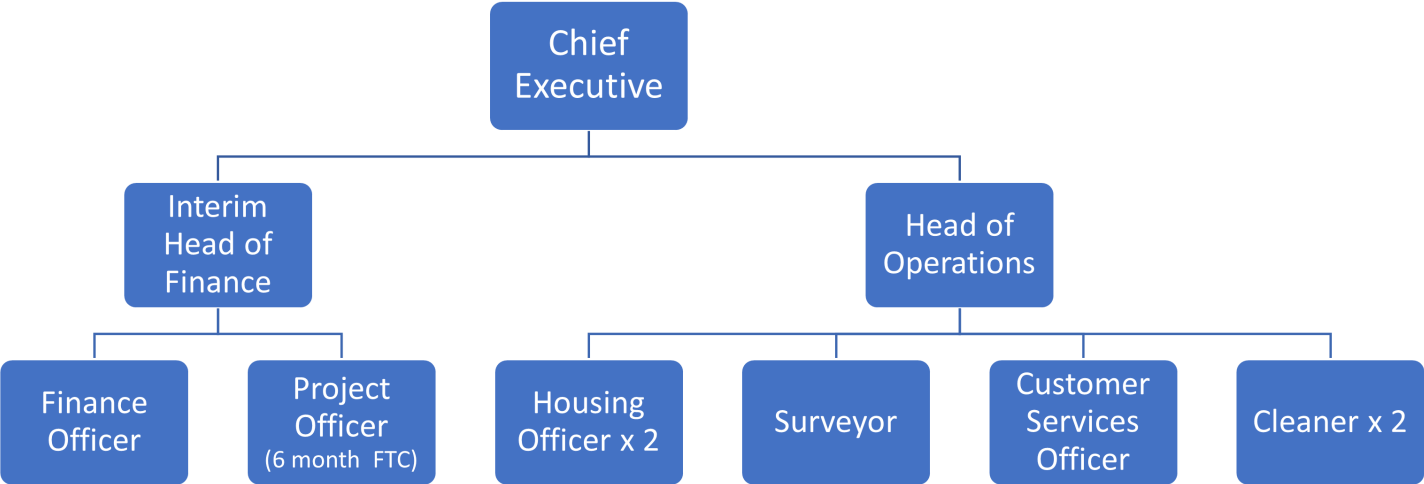 Chief
Executive
Interim
Head of
Finance
Head of
Operations
Finance
Officer
Project
Officer
(6 month  FTC)
Housing
Officer x 2
Surveyor
Customer
Services
Officer
Cleaner x 2